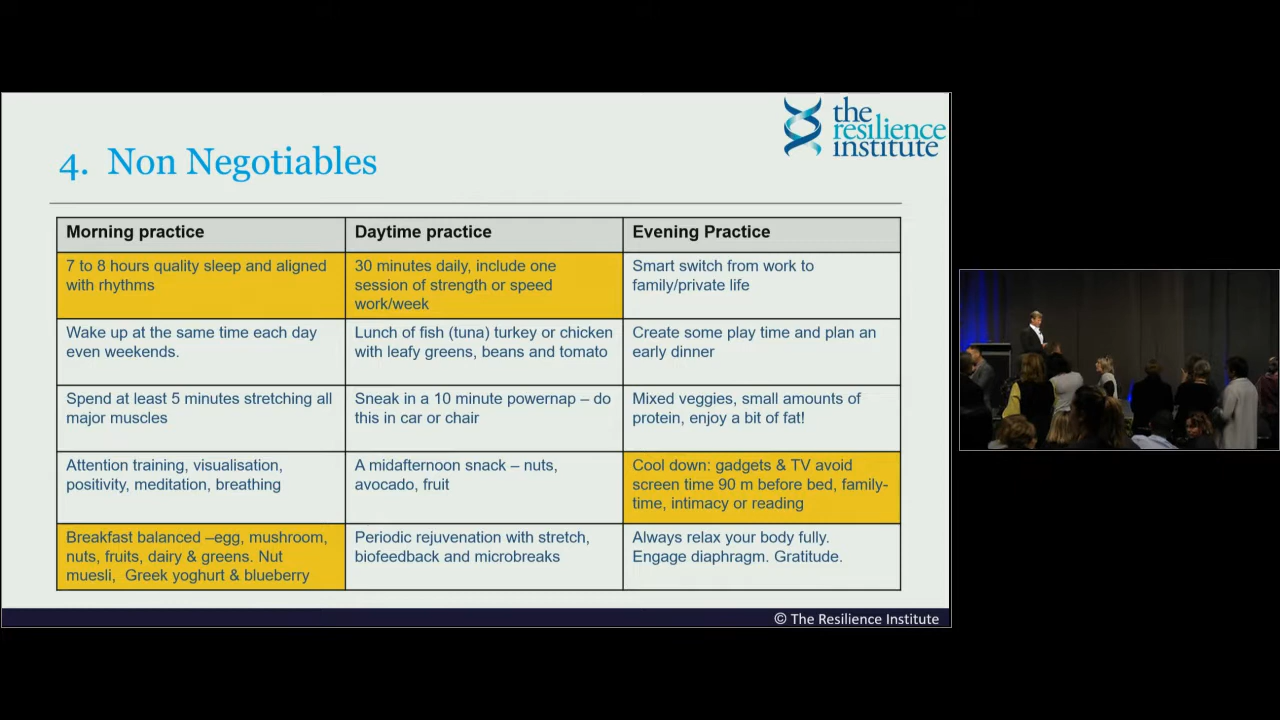 the
resilience
institute
4. Non Negotiables
Morning practice
Daytime practice
Evening Practice
7 to 8 hours quality sleep and aligned
with rhythms
30 minutes daily, include one
session of strength or speed
work/week
Smart switch from work to
family/private life
Wake up at the same time each day
even weekends.
Lunch of fish (tuna) turkey or chicken
with leafy greens, beans and tomato
Create some play time and plan an
early dinner
Spend at least 5 minutes stretching all
major muscles
Sneak in a 10 minute powernap – do
this in car or chair
Mixed veggies, small amounts of
protein, enjoy a bit of fat!
Attention training, visualisation,
positivity, meditation, breathing
A midafternoon snack – nuts,
avocado, fruit
Cool down: gadgets & TV avoid
screen time 90 m before bed, family-
time, intimacy or reading
Breakfast balanced –egg, mushroom,
nuts, fruits, dairy & greens. Nut
muesli, Greek yoghurt & blueberry
Periodic rejuvenation with stretch,
biofeedback and microbreaks
Always relax your body fully.
Engage diaphragm. Gratitude.
© The Resilience Institute